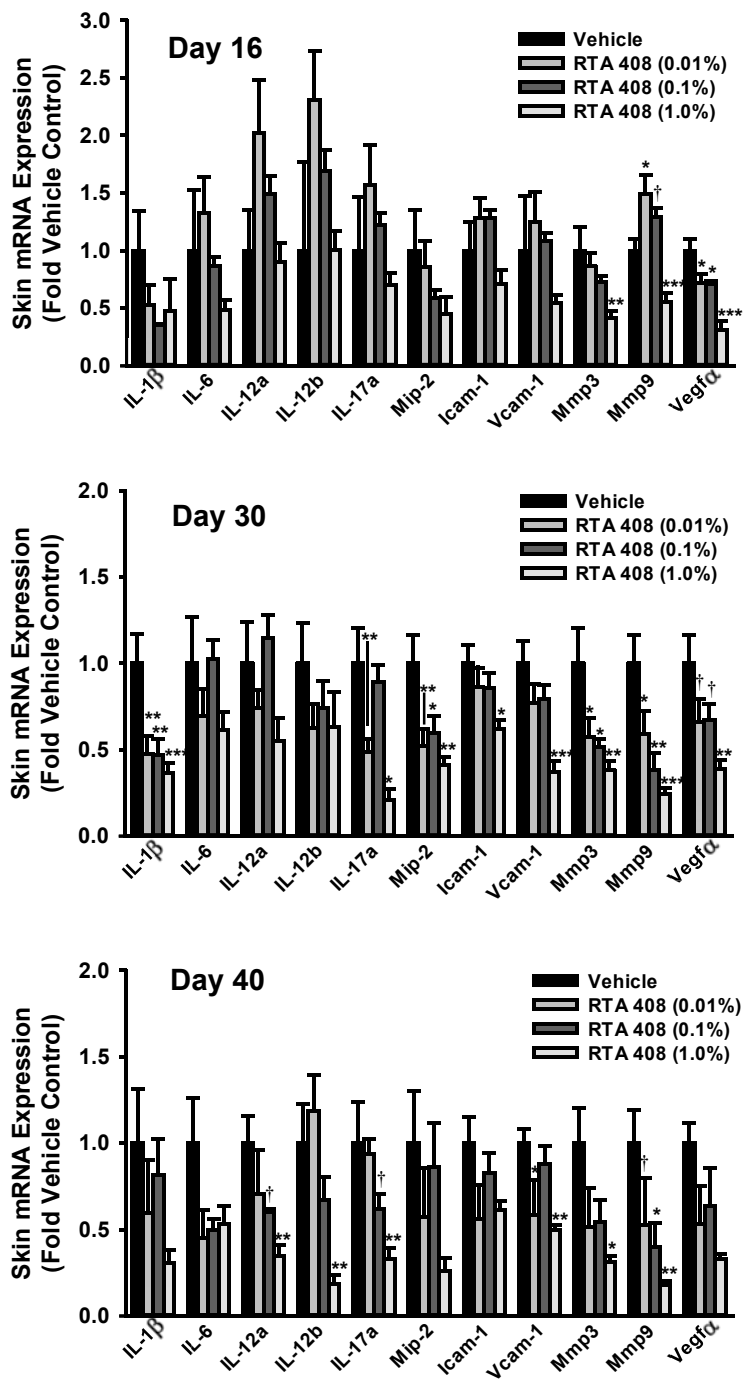 Day 16
Vehicle
RTA 408 (0.01%)
RTA 408 (0.1%)
RTA 408 (1.0%)
Skin mRNA Expression
(Fold Vehicle Control)
3.0
2.5
2.0
1.5
1.0
0.5
0.0
* † ** *** * * ***
IL-1β IL-6 IL-12a IL-12b IL-17a Mip-2 Icam-1 Vcam-1 Mmp3 Mmp9 Vegfα
Day 30
Vehicle
RTA 408 (0.01%)
RTA 408 (0.1%)
RTA 408 (1.0%)
Skin mRNA Expression
(Fold Vehicle Control)
2.0
1.5
1.0
0.5
0.0
** ** *** ** * ** * ** * *** * * ** * ** *** † † **
IL-1β IL-6 IL-12a IL-12b IL-17a Mip-2 Icam-1 Vcam-1 Mmp3 Mmp9 Vegfα
Day 40
Vehicle
RTA 408 (0.01%)
RTA 408 (0.1%)
RTA 408 (1.0%)
Skin mRNA Expression
(Fold Vehicle Control)
2.0
1.5
1.0
0.5
0.0
† ** ** † ** * ** * † * **
IL-1β IL-6 IL-12a IL-12b IL-17a Mip-2 Icam-1 Vcam-1 Mmp3 Mmp9 Vegfα